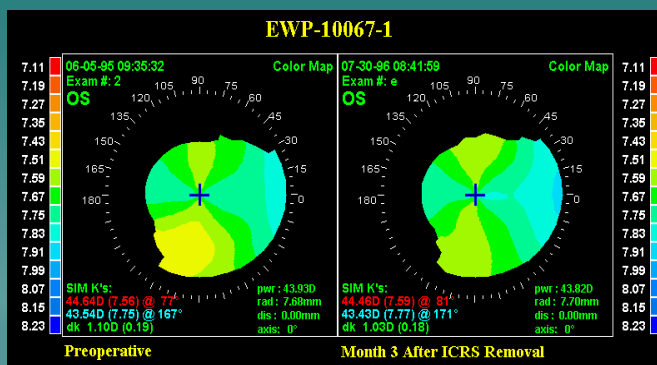 EWP-10067-1
7.11
7.19
7.27
7.35
7.43
7.51
7.59
7.67
7.75
7.83
7.91
7.99
8.07
8.15
8.23
06-05-95 09:35:32 Color Map
Exam #: 2
OS
90
105 75
120 60
135 45
150 30
165 15
180 0
SIM K's:
44.64D (7.56) @ 77°
43.54D (7.75) @ 167°
dk 1.10D (0.19)
pwr : 43.93D
rad : 7.68mm
dis : 0.00mm
axis: 0°
Preoperative
07-30-96 08:41:59 Color Map
Exam #: e
OS
90
105 75
120 60
135 45
150 30
165 15
180 0
SIM K's:
44.46D (7.59) @ 81°
43.43D (7.77) @ 171°
dk 1.03D (0.18)
pwr : 43.82D
rad : 7.70mm
dis : 0.00mm
axis: 0°
Month 3 After ICRS Removal
7.11
7.19
7.27
7.35
7.43
7.51
7.59
7.67
7.75
7.83
7.91
7.99
8.07
8.15
8.23